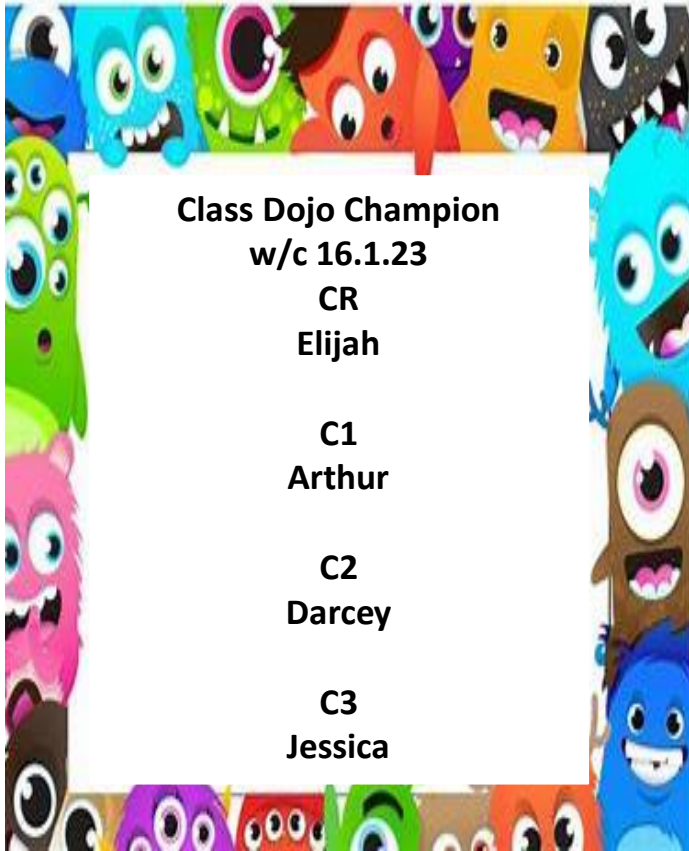 Class Dojo Champion
w/c 16.1.23
CR
Elijah
C1
Arthur
C2
Darcey
C3
Jessica